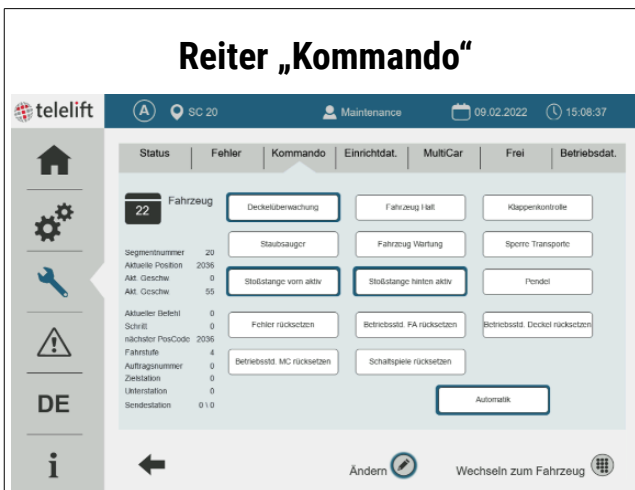 Reiter „Kommando“
telelift
A SC 20 Maintenance 09.02.2022 15:08:37
Status Fehler Kommando Einrichtdat. MultiCar Frei Betriebsdat.
22 Fahrzeug
Deckelüberwachung Fahrzeug Halt Klappenkontrolle
Staubsauger Fahrzeug Wartung Sperre Transporte
Segmentnummer 20
Aktuelle Position 2036
Akt. Geschw. 0
Akt. Geschw. 55
Stoßstange vorn aktiv Stoßstange hinten aktiv Pendel
Aktueller Befehl 0
Schritt 0
nächster PosCode 2036
Fahrstufe 4
Auftragsnummer 0
Zielstation 0
Unterstation 0
Sendestation 0 \ 0
Fehler rücksetzen Betriebsstd. FA rücksetzen Betriebsstd. Deckel rücksetzen
Betriebsstd. MC rücksetzen Schaltspiele rücksetzen
Automatik
DE
i
Ändern Wechseln zum Fahrzeug